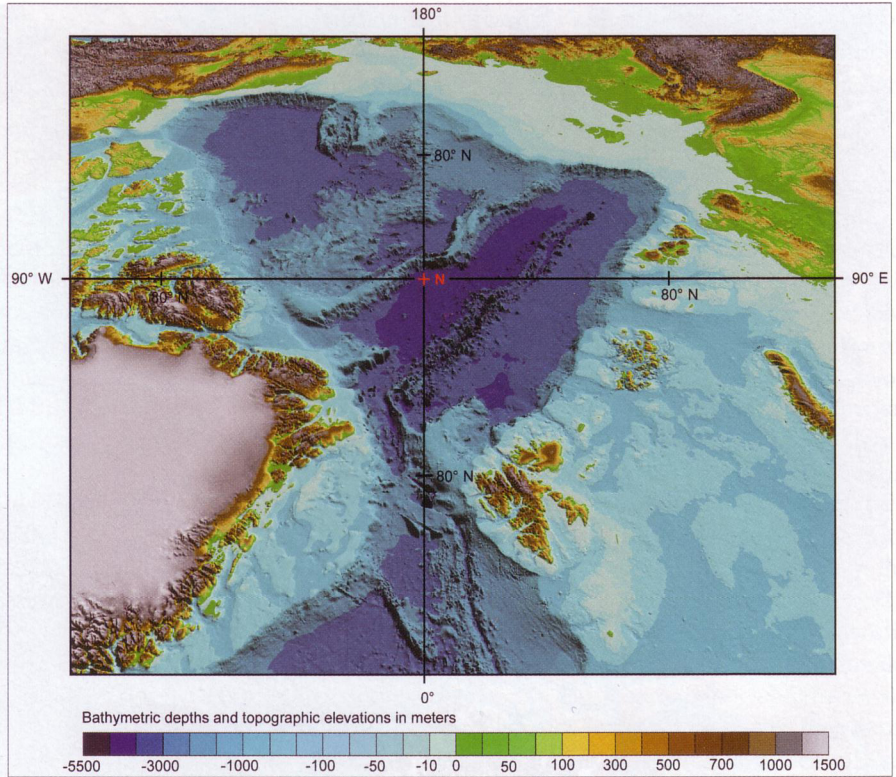 180°
80° N
90° W
N
90° E
80° N
80° N
80° N
0°
Bathymetric depths and topographic elevations in meters
-5500 -3000 -1000 -100 -50 -10 0 50 100 300 500 700 1000 1500